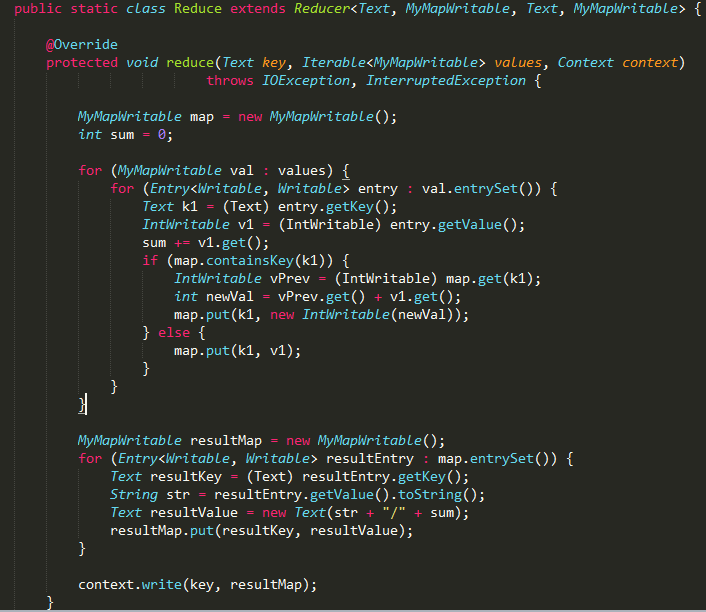 public static class Reduce extends Reducer<Text, MyMapWritable, Text, MyMapWritable> {
@Override
protected void reduce(Text key, Iterable<MyMapWritable> values, Context context)
throws IOException, InterruptedException {
MyMapWritable map = new MyMapWritable();
int sum = 0;
for (MyMapWritable val : values) {
for (Entry<Writable, Writable> entry : val.entrySet()) {
Text k1 = (Text) entry.getKey();
IntWritable v1 = (IntWritable) entry.getValue();
sum += v1.get();
if (map.containsKey(k1)) {
IntWritable vPrev = (IntWritable) map.get(k1);
int newVal = vPrev.get() + v1.get();
map.put(k1, new IntWritable(newVal));
} else {
map.put(k1, v1);
}
}
}
MyMapWritable resultMap = new MyMapWritable();
for (Entry<Writable, Writable> resultEntry : map.entrySet()) {
Text resultKey = (Text) resultEntry.getKey();
String str = resultEntry.getValue().toString();
Text resultValue = new Text(str + "/" + sum);
resultMap.put(resultKey, resultValue);
}
context.write(key, resultMap);
}